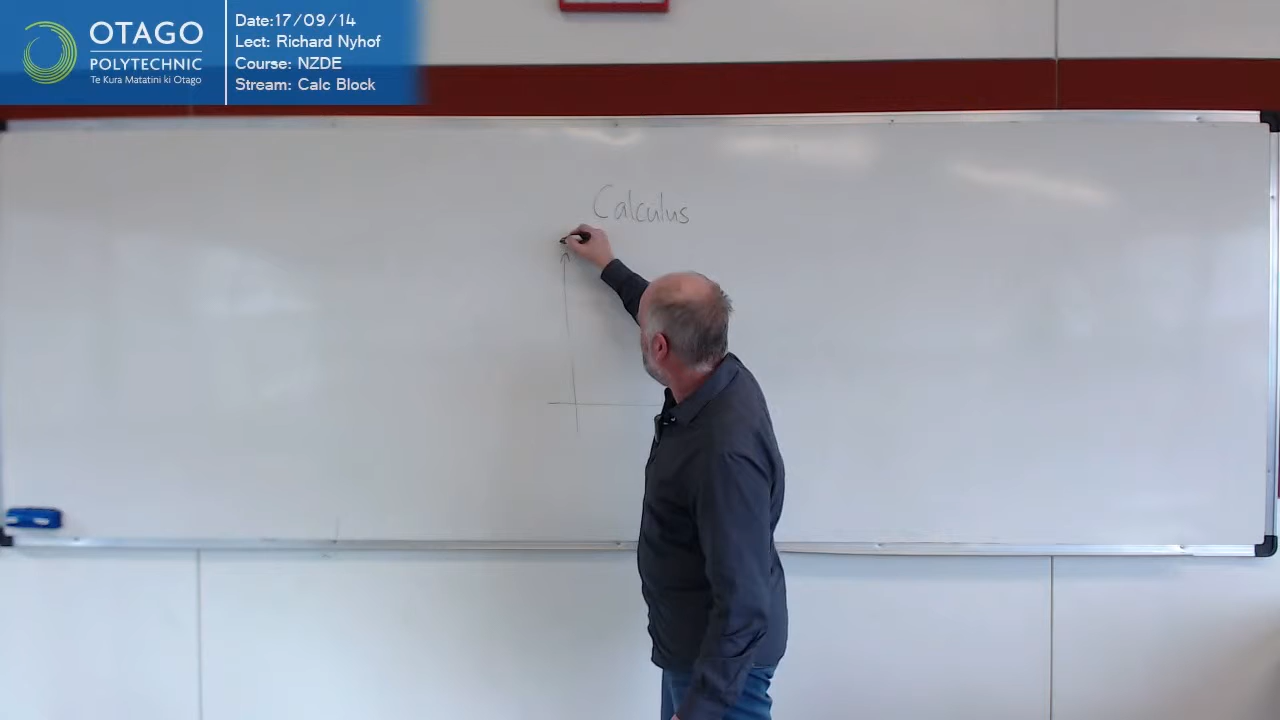 OTAGO
POLYTECHNIC
Te Kura Matatini ki Otago
Date:17/09/14
Lect: Richard Nyhof
Course: NZDE
Stream: Calc Block
Calculus